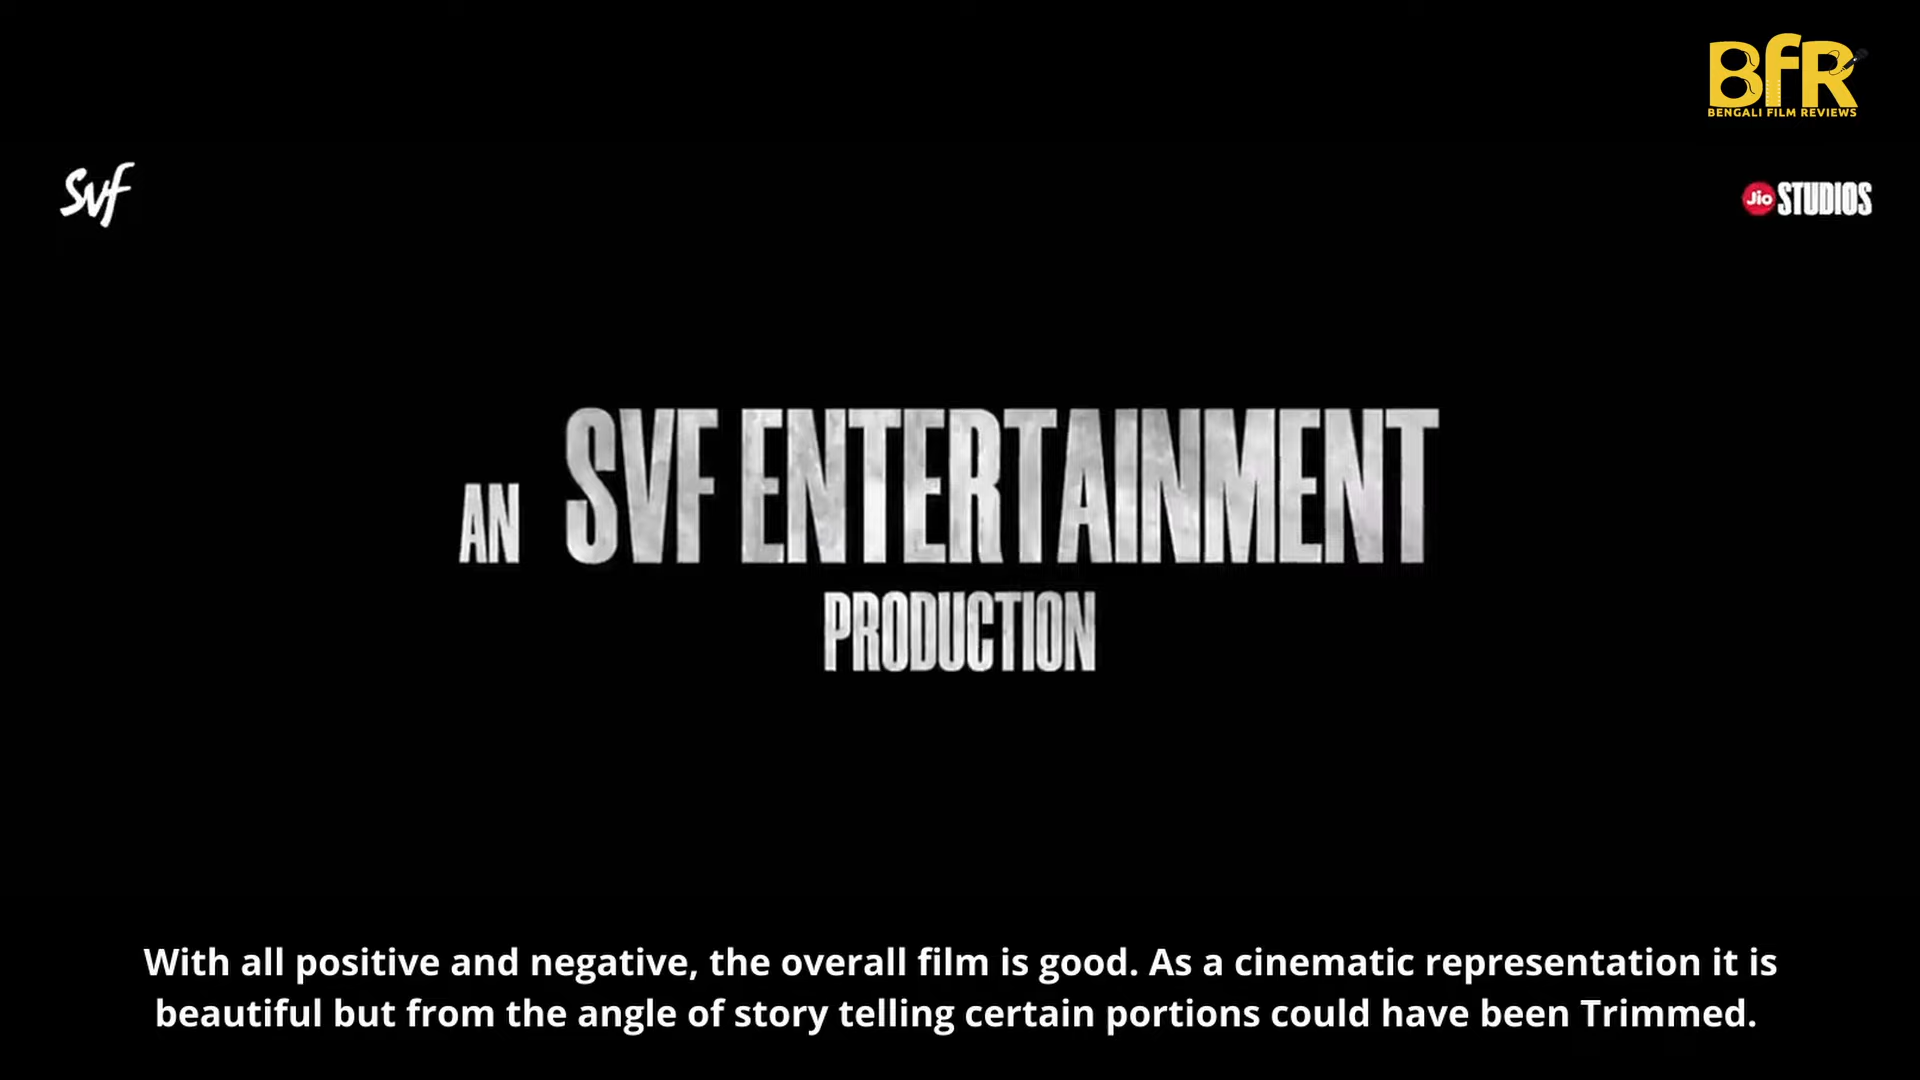 BFR
BENGALI FILM REVIEWS
svf
Jio STUDIOS
AN SVF ENTERTAINMENT
PRODUCTION
With all positive and negative, the overall film is good. As a cinematic representation it is
beautiful but from the angle of story telling certain portions could have been Trimmed.